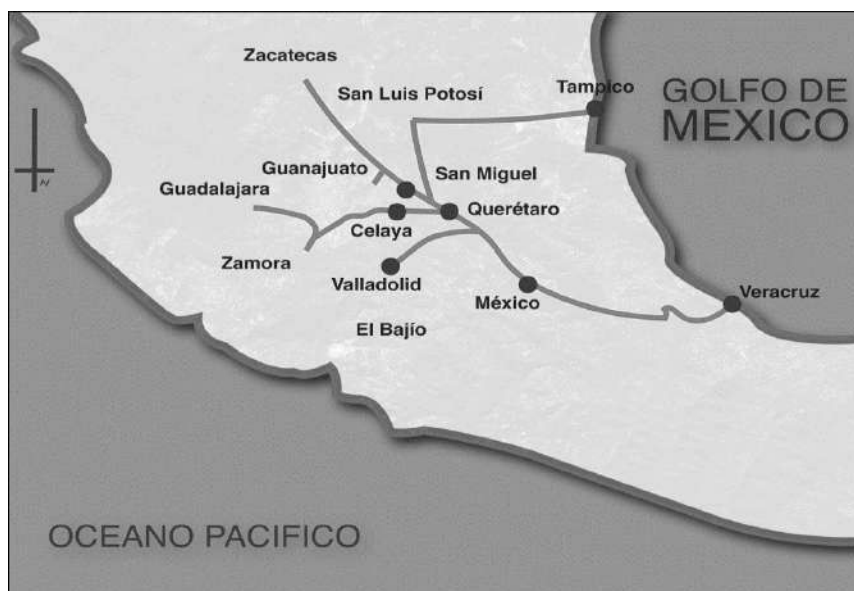 Zacatecas
San Luis Potosí
Tampico
GOLFO DE
MEXICO
Guanajuato
San Miguel
Guadalajara
Querétaro
Celaya
Zamora
Valladolid
México
Veracruz
El Bajío
OCEANO PACIFICO
N